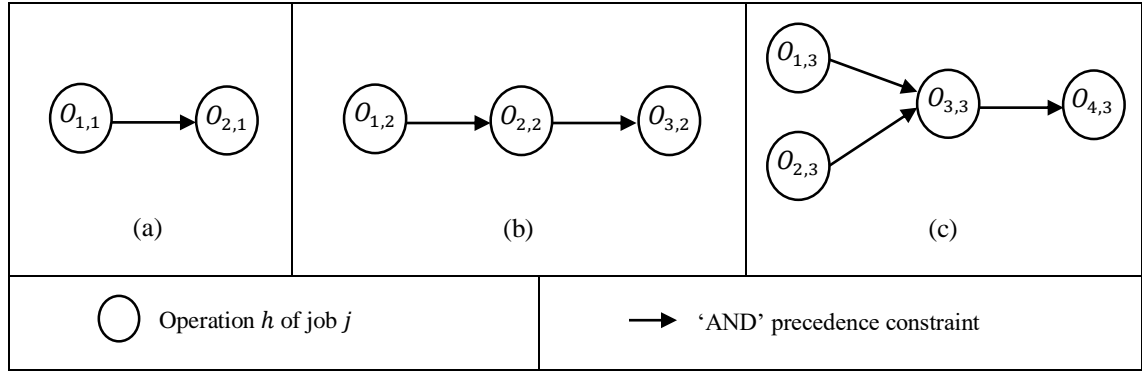 O1,1 O2,1
(a)
O1,2 O2,2 O3,2
(b)
O1,3
O2,3
O3,3 O4,3
(c)
Operation h of job j
‘AND’ precedence constraint